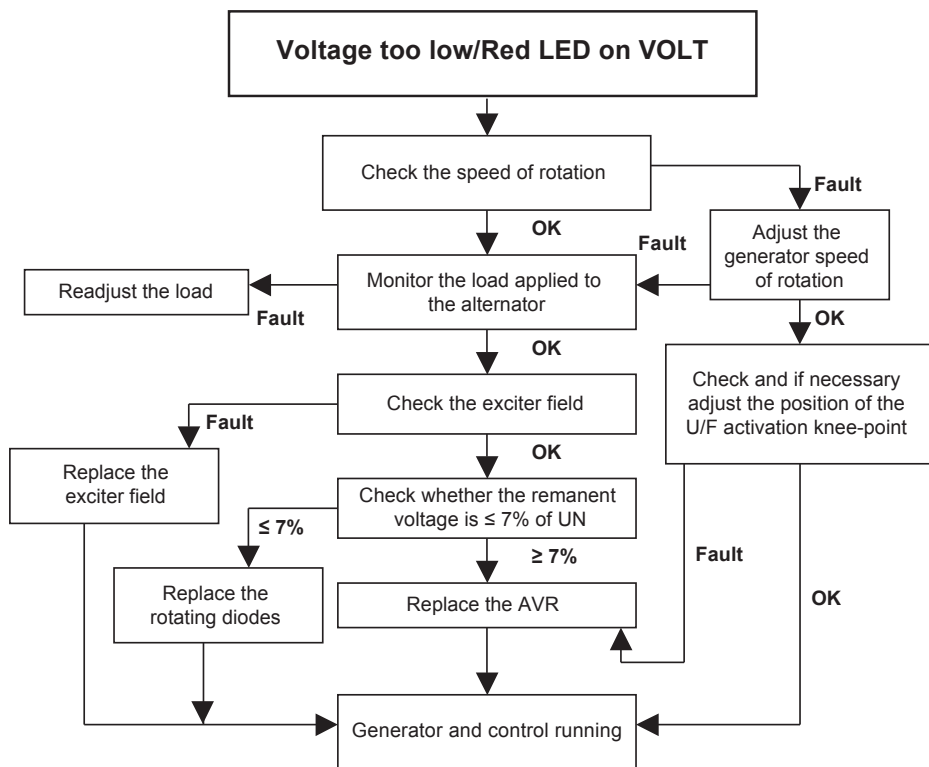 Voltage too low/Red LED on VOLT
Check the speed of rotation
Fault
OK
Adjust the
generator speed
of rotation
Fault
Monitor the load applied to
the alternator
Readjust the load
Fault
OK
OK
Check and if necessary
adjust the position of the
U/F activation knee-point
Check the exciter field
Fault
OK
Replace the
exciter field
Check whether the remanent
voltage is ≤ 7% of UN
≤ 7%
≥ 7%
Fault
OK
Replace the
rotating diodes
Replace the AVR
Generator and control running